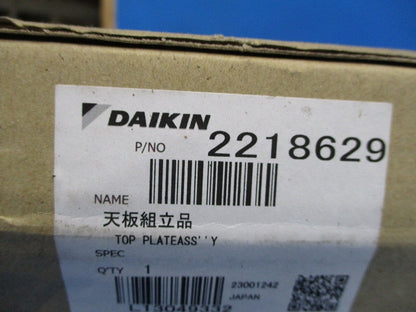 DAIKIN
P/NO 2218629
NAME
天板組立品
TOP PLATEASS''Y
SPEC
Q'TY 1
23001242
JAPAN